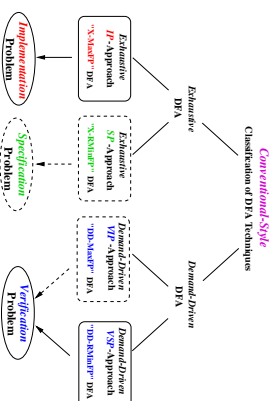 Conventional-Style
Classification of DFA Techniques
Exhaustive
DFA
Demand-Driven
DFA
Exhaustive
IP-Approach
"X-MaxFP" DFA
Exhaustive
SP-Approach
"X-RMinFP" DFA
Demand-Driven
VIP-Approach
"DD-MaxFP" DFA
Demand-Driven
VSP-Approach
"DD-RMinFP" DFA
Implementation
Problem
Specification
Problem
Verification
Problem